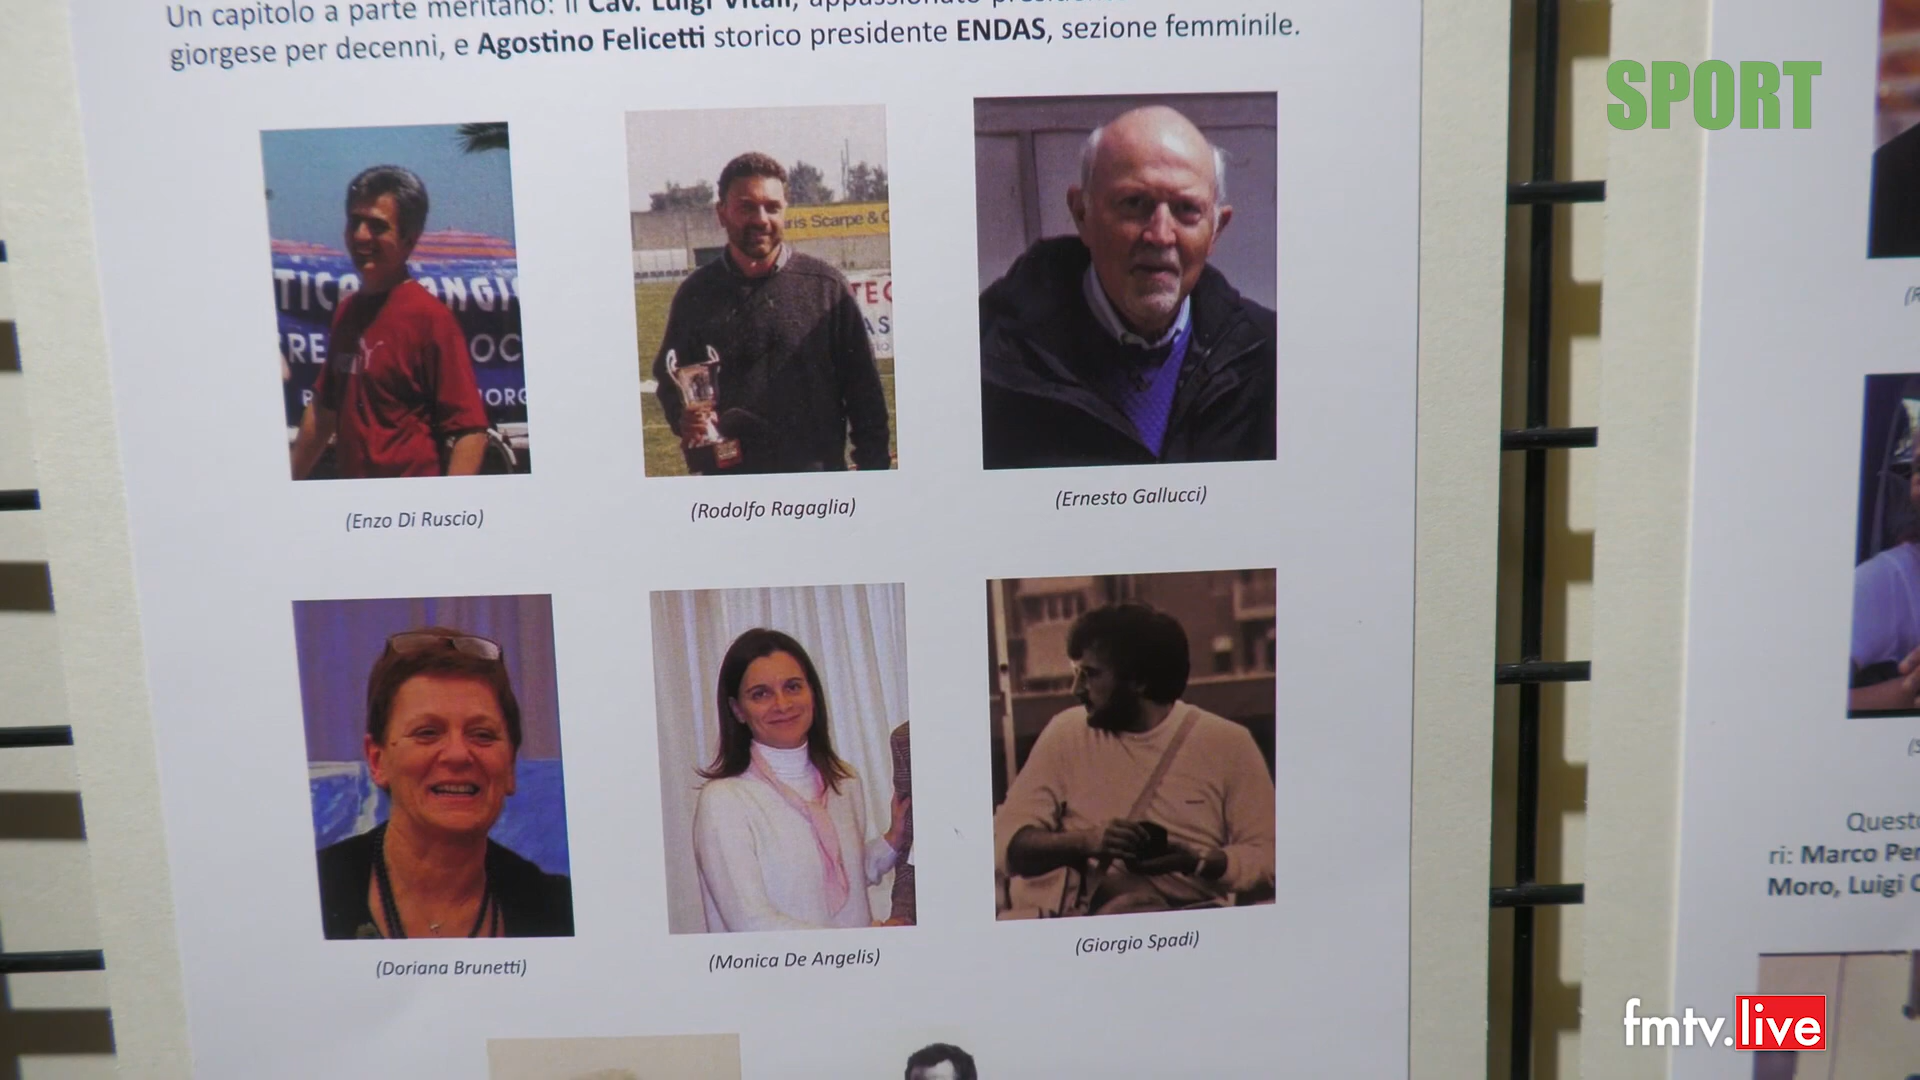 Un capitolo a parte meritano: il Cav. Luigi Vitali, appassionato
giorgese per decenni, e Agostino Felicetti storico presidente ENDAS, sezione femminile.
SPORT
ris Scarpe &
(Enzo Di Ruscio)
(Rodolfo Ragaglia)
(Ernesto Gallucci)
(Doriana Brunetti)
(Monica De Angelis)
(Giorgio Spadi)
ri: Marco
Moro, Luigi
fmtv.live